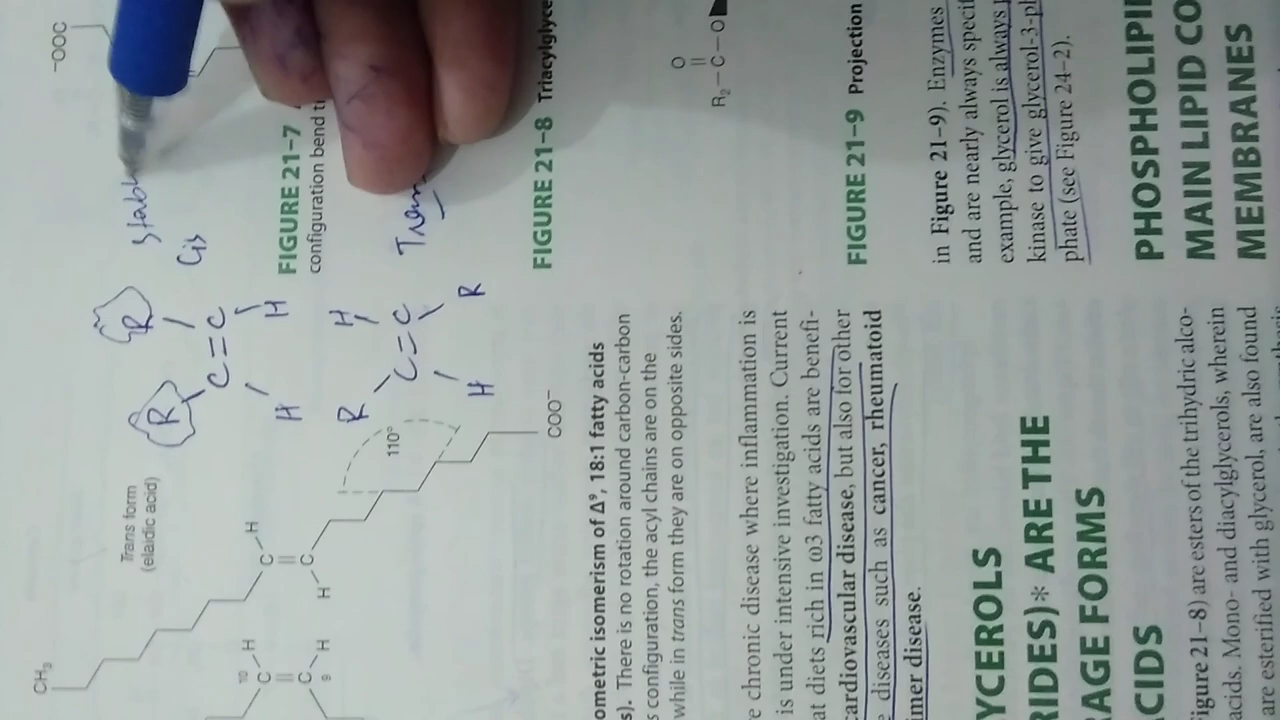 CH3
10
C
H
C
H
9
Trans form
(elaidic acid)
C
H
C
H
110°
COO⁻
R
R
C=C
H
H
Cis
R
H
C=C
H
R
⁻OOC
FIGURE 21-7
configuration bend
ometric isomerism of Δ⁹, 18:1 fatty acids
s). There is no rotation around carbon-carbon
s configuration, the acyl chains are on the
while in trans form they are on opposite sides.
e chronic disease where inflammation is
is under intensive investigation. Current
at diets rich in ω3 fatty acids are benefi-
cardiovascular disease, but also for other
e diseases such as cancer, rheumatoid
imer disease.
YCEROLS
RIDES)* ARE THE
AGE FORMS
CIDS
igure 21-8) are esters of the trihydric alco-
acids. Mono- and diacylglycerols, wherein
are esterified with glycerol, are also found
FIGURE 21-8 Triacylglyce
O
R2-C-O
FIGURE 21-9 Projection
in Figure 21-9). Enzymes
and are nearly always specif
example, glycerol is always
kinase to give glycerol-3-pl
phate (see Figure 24-2).
PHOSPHOLIPI
MAIN LIPID CO
MEMBRANES